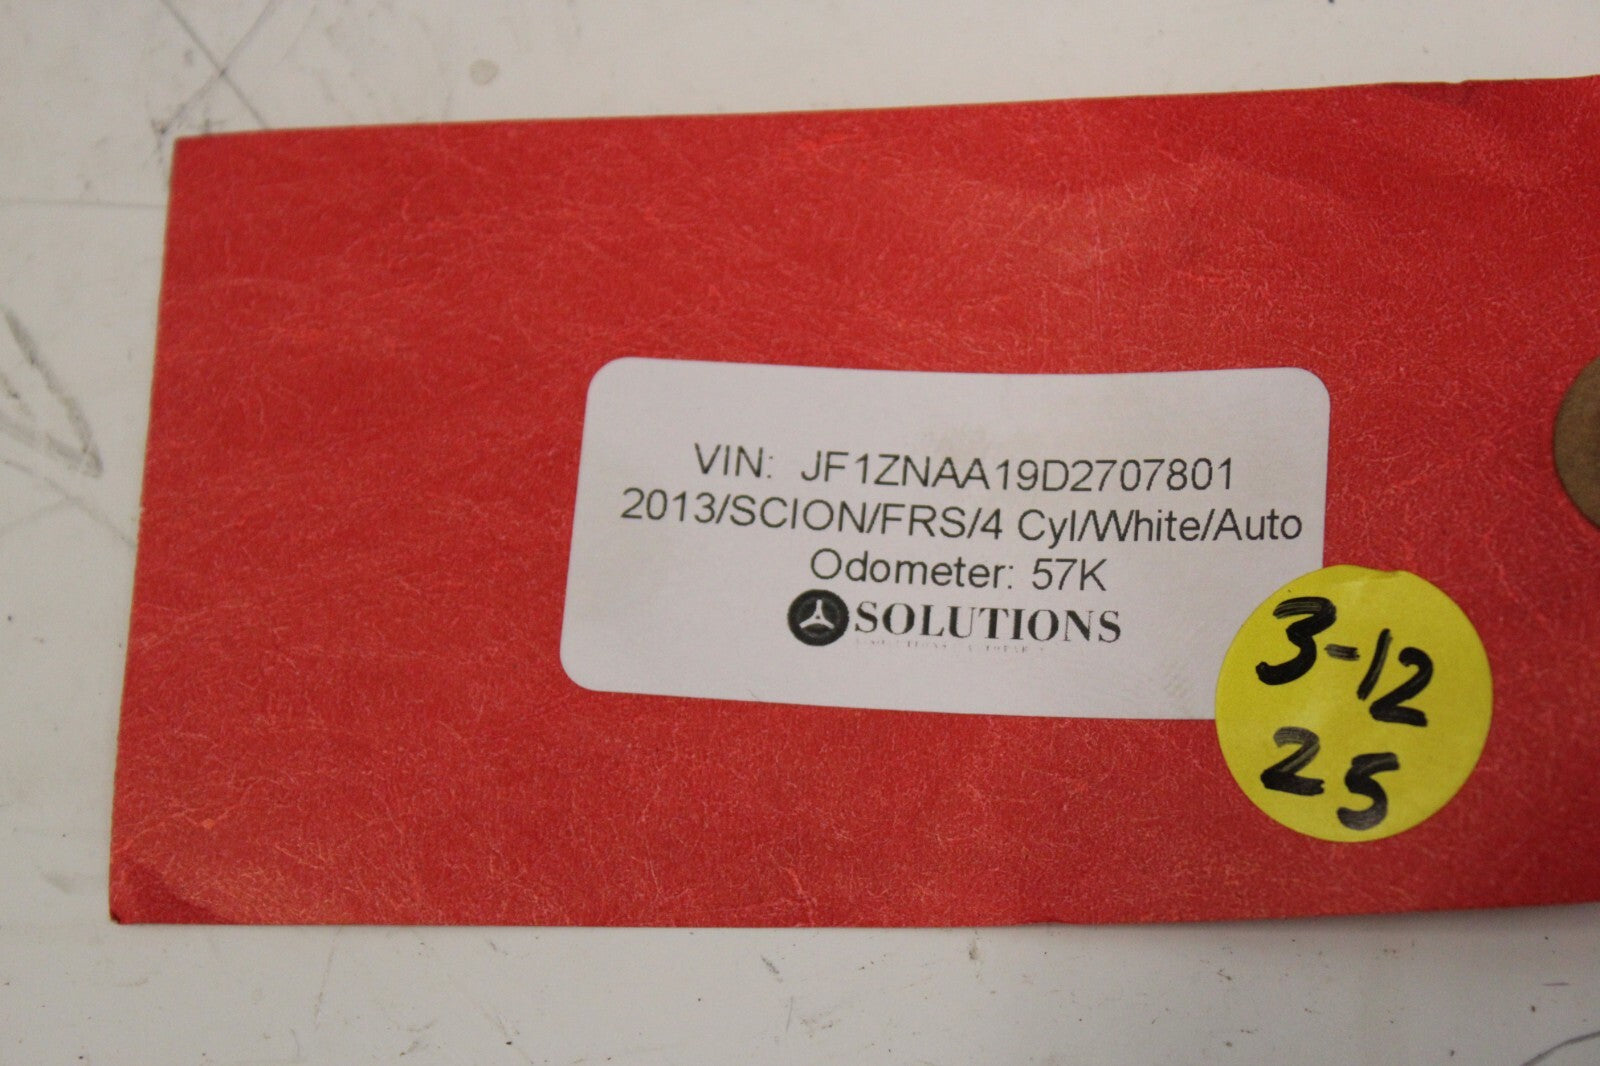 VIN: JF1ZNAA19D2707801
2013/SCION/FRS/4 Cyl/White/Auto
Odometer: 57K
SOLUTIONS
3-12
25